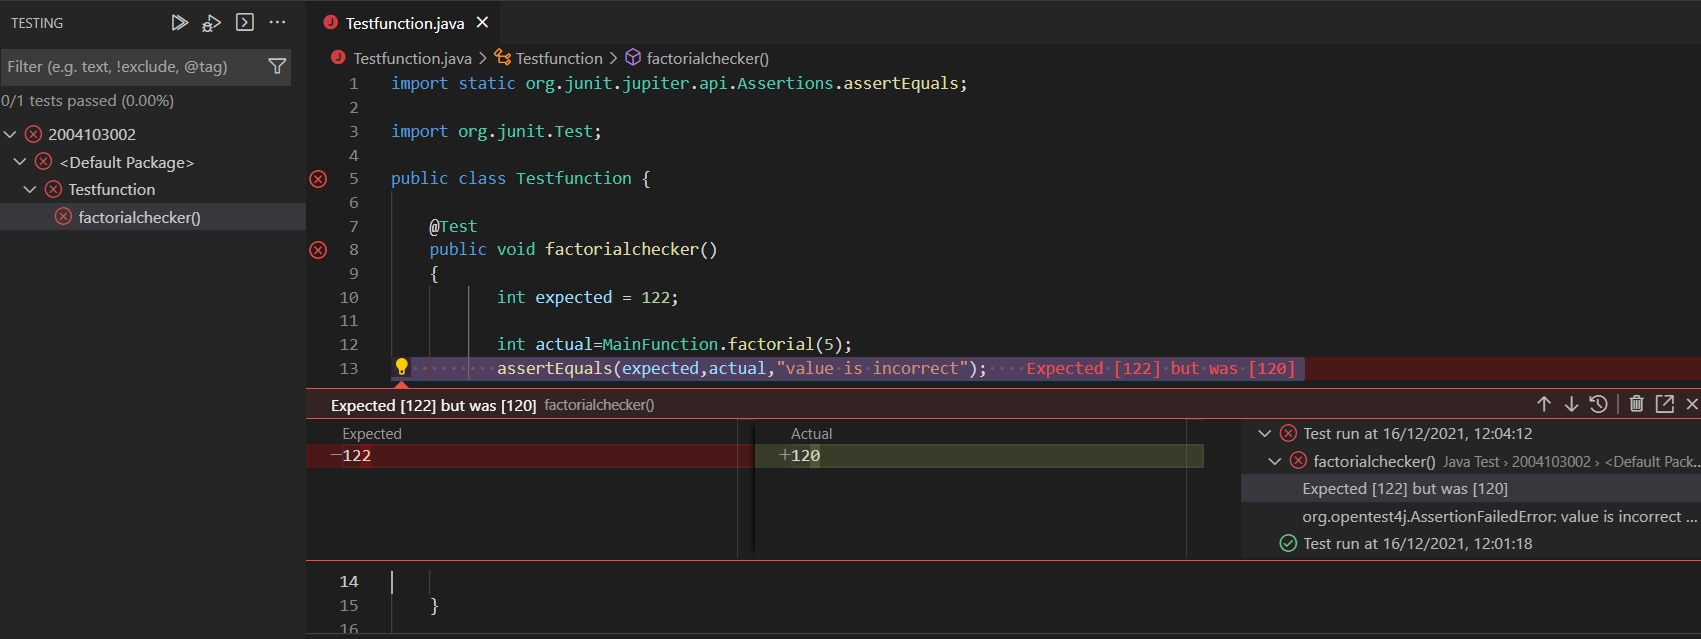 TESTING
Filter (e.g. text, !exclude, @tag)
0/1 tests passed (0.00%)
2004103002
<Default Package>
Testfunction
factorialchecker()
Testfunction.java
Testfunction.java > Testfunction > factorialchecker()
1 import static org.junit.jupiter.api.Assertions.assertEquals;
2
3 import org.junit.Test;
4
5 public class Testfunction {
6
7 @Test
8 public void factorialchecker()
9 {
10 int expected = 122;
11
12 int actual=MainFunction.factorial(5);
13 assertEquals(expected,actual,"value is incorrect"); Expected [122] but was [120]
Expected [122] but was [120] factorialchecker()
Expected
−122
Actual
+120
Test run at 16/12/2021, 12:04:12
factorialchecker() Java Test › 2004103002 › <Default Pack...
Expected [122] but was [120]
org.opentest4j.AssertionFailedError: value is incorrect ...
Test run at 16/12/2021, 12:01:18
14
15 }
16